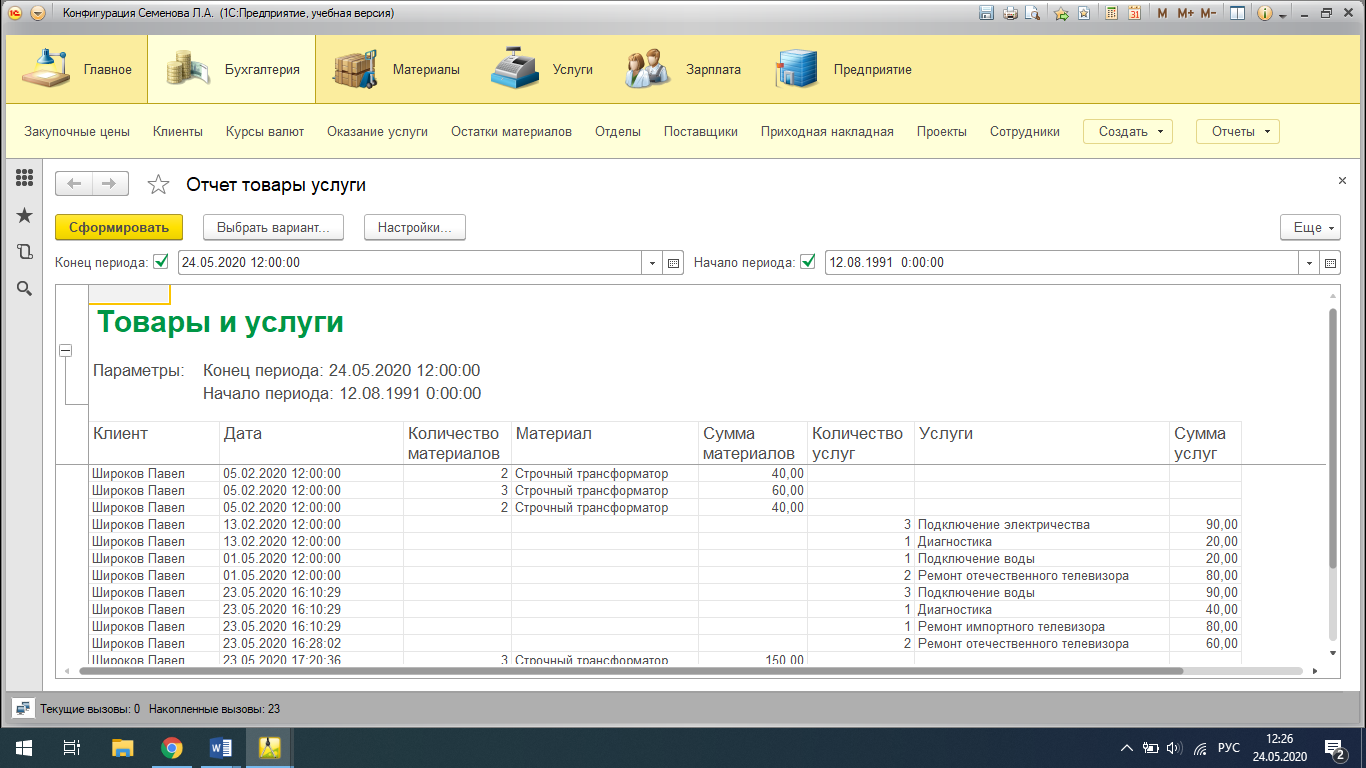 Конфигурация Семенова Л.А. (1С:Предприятие, учебная версия)
M M+ M-
Главное Бухгалтерия Материалы Услуги Зарплата Предприятие
Закупочные цены Клиенты Курсы валют Оказание услуги Остатки материалов Отделы Поставщики Приходная накладная Проекты Сотрудники Создать Отчеты
Отчет товары услуги
Сформировать Выбрать вариант... Настройки... Еще
Конец периода: 24.05.2020 12:00:00 Начало периода: 12.08.1991 0:00:00
Товары и услуги
Параметры: Конец периода: 24.05.2020 12:00:00
Начало периода: 12.08.1991 0:00:00
Клиент Дата Количество материалов Материал Сумма материалов Количество услуг Услуги Сумма услуг
Широков Павел 05.02.2020 12:00:00 2 Строчный трансформатор 40,00
Широков Павел 05.02.2020 12:00:00 3 Строчный трансформатор 60,00
Широков Павел 05.02.2020 12:00:00 2 Строчный трансформатор 40,00
Широков Павел 13.02.2020 12:00:00 3 Подключение электричества 90,00
Широков Павел 13.02.2020 12:00:00 1 Диагностика 20,00
Широков Павел 01.05.2020 12:00:00 1 Подключение воды 20,00
Широков Павел 01.05.2020 12:00:00 2 Ремонт отечественного телевизора 80,00
Широков Павел 23.05.2020 16:10:29 3 Подключение воды 90,00
Широков Павел 23.05.2020 16:10:29 1 Диагностика 40,00
Широков Павел 23.05.2020 16:10:29 1 Ремонт импортного телевизора 80,00
Широков Павел 23.05.2020 16:28:02 2 Ремонт отечественного телевизора 60,00
Широков Павел 23.05.2020 17:20:36 3 Строчный трансформатор 150,00
Текущие вызовы: 0 Накопленные вызовы: 23
РУС 12:26
24.05.2020 2